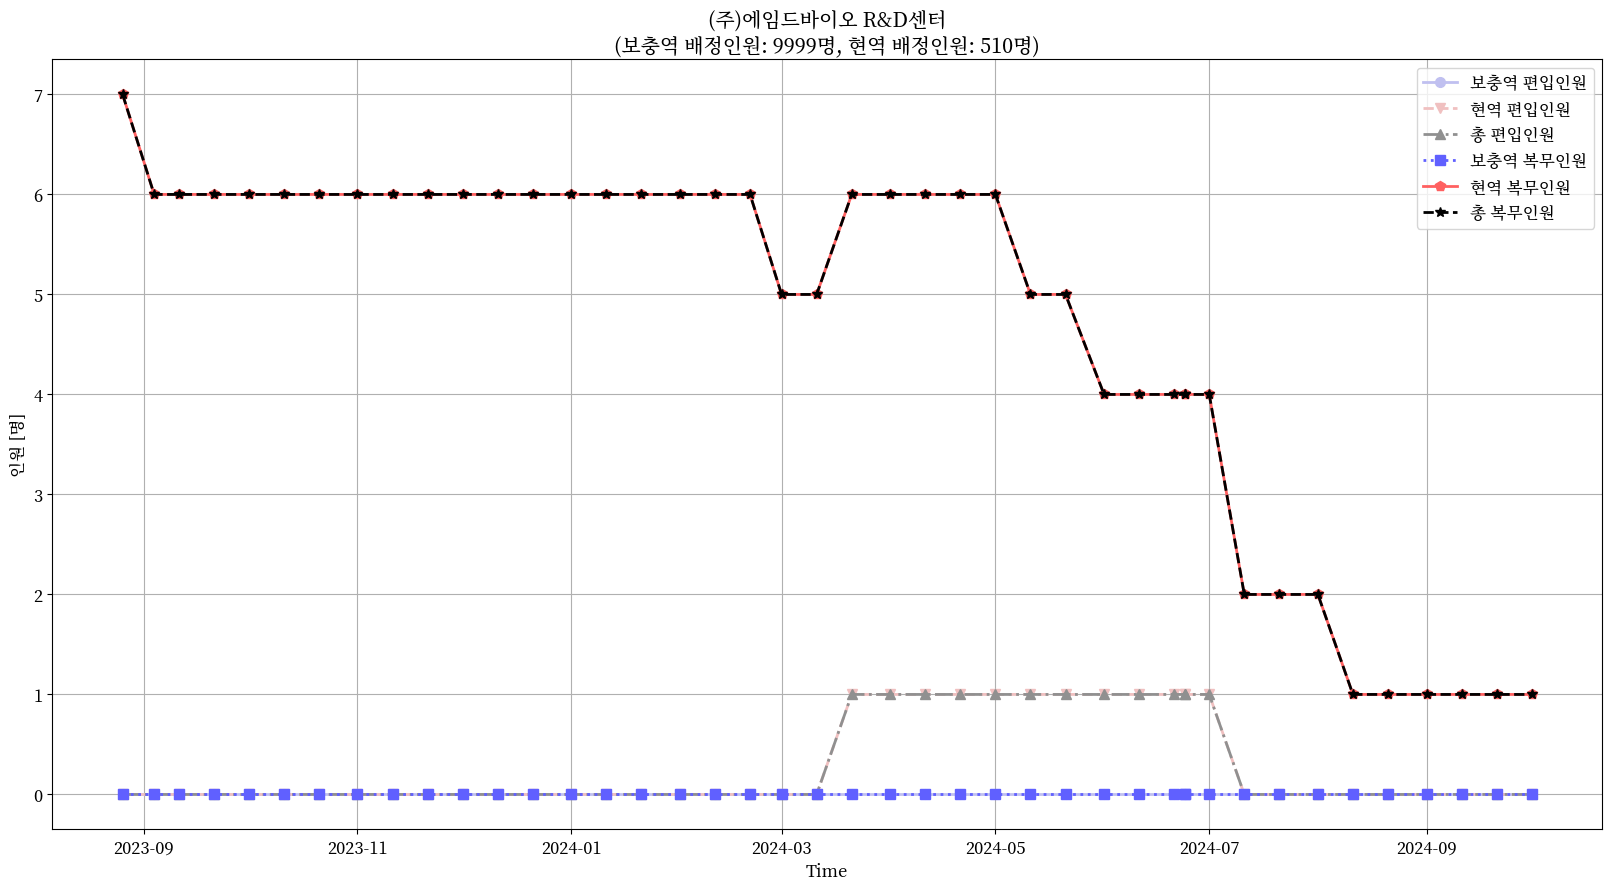 (주)에임드바이오 R&D센터
(보충역 배정인원: 9999명, 현역 배정인원: 510명)
보충역 편입인원
현역 편입인원
총 편입인원
보충역 복무인원
현역 복무인원
총 복무인원
인원 [명]
7
6
5
4
3
2
1
0
2023-09
2023-11
2024-01
2024-03
2024-05
2024-07
2024-09
Time